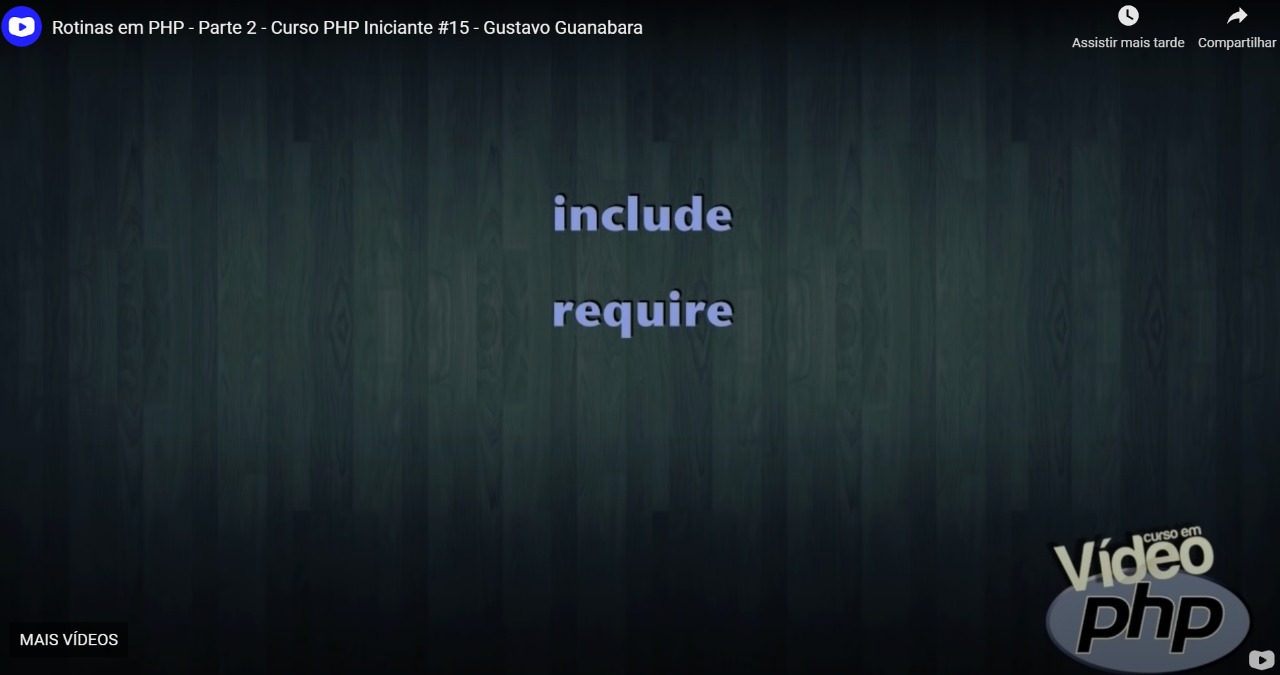 Rotinas em PHP - Parte 2 - Curso PHP Iniciante #15 - Gustavo Guanabara
Assistir mais tarde
Compartilhar
include
require
curso em
Vídeo
php
MAIS VÍDEOS